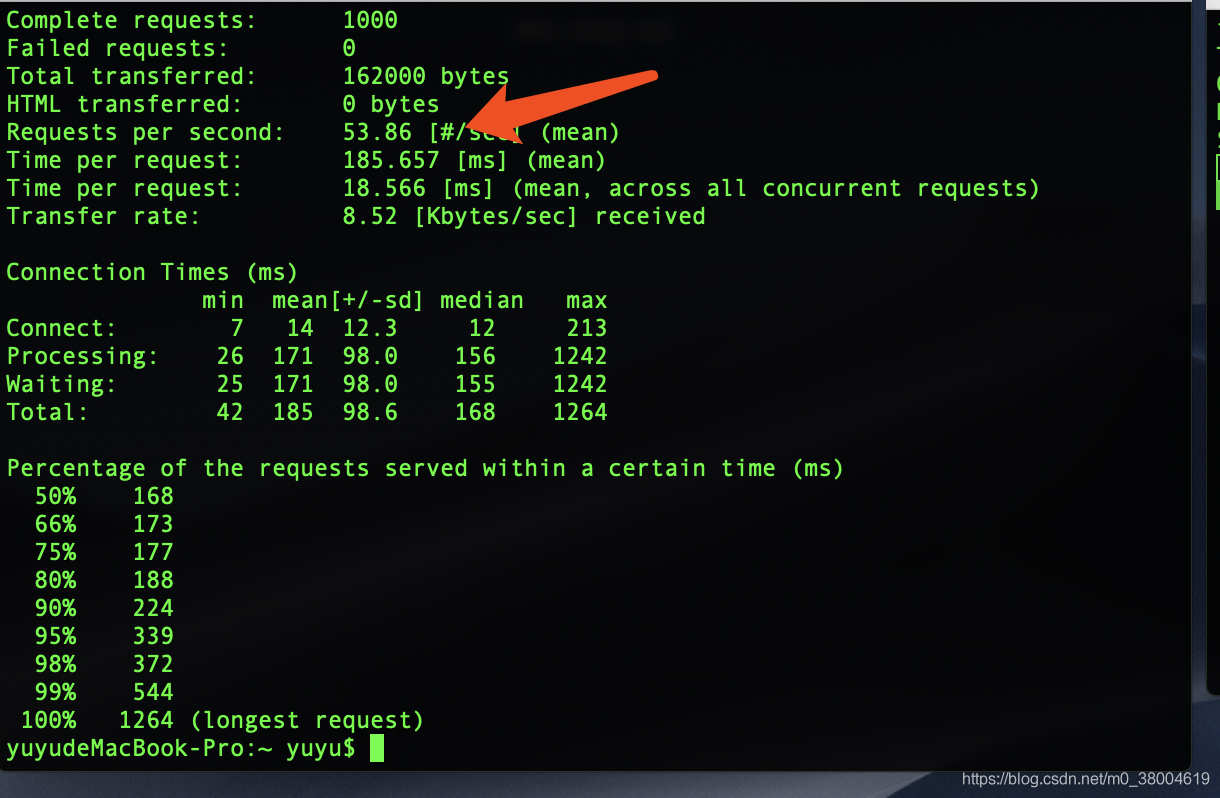 Complete requests: 1000
Failed requests: 0
Total transferred: 162000 bytes
HTML transferred: 0 bytes
Requests per second: 53.86 [#/sec] (mean)
Time per request: 185.657 [ms] (mean)
Time per request: 18.566 [ms] (mean, across all concurrent requests)
Transfer rate: 8.52 [Kbytes/sec] received
Connection Times (ms)
min mean[+/-sd] median max
Connect: 7 14 12.3 12 213
Processing: 26 171 98.0 156 1242
Waiting: 25 171 98.0 155 1242
Total: 42 185 98.6 168 1264
Percentage of the requests served within a certain time (ms)
50% 168
66% 173
75% 177
80% 188
90% 224
95% 339
98% 372
99% 544
100% 1264 (longest request)
yuyudeMacBook-Pro:~ yuyu$
https://blog.csdn.net/m0_38004619